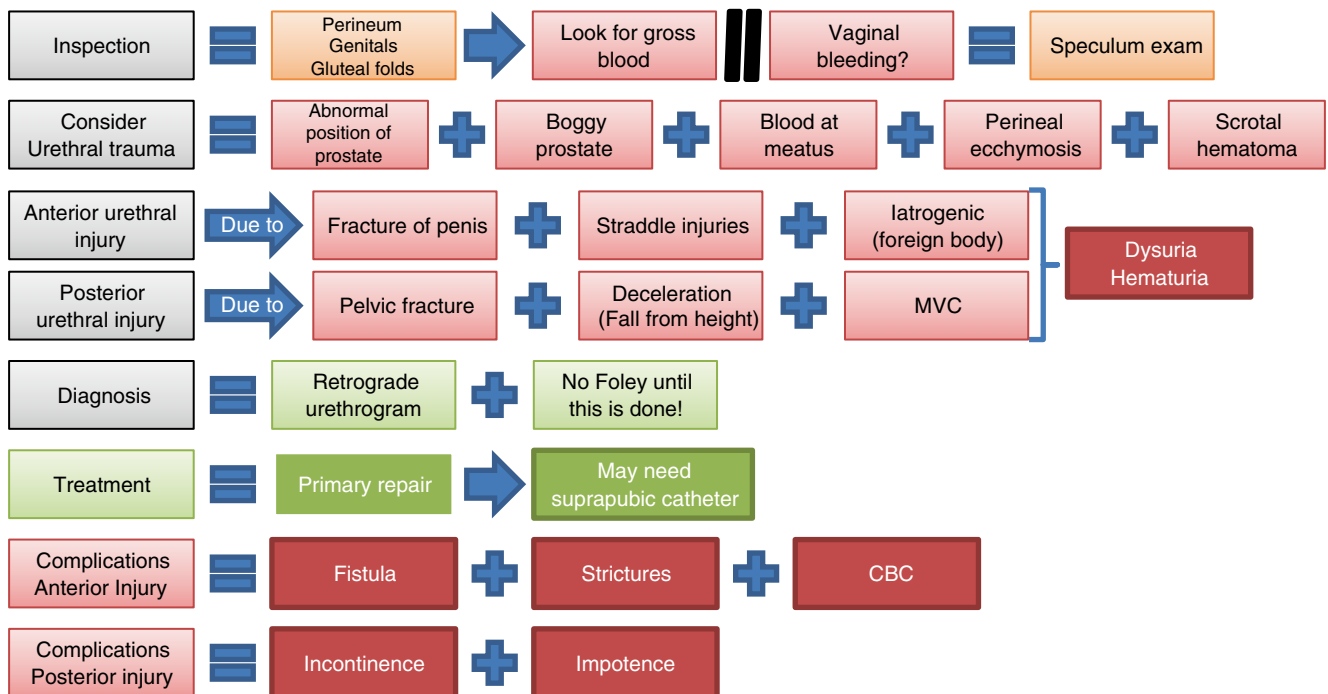 Inspection
Perineum
Genitals
Gluteal folds
Look for gross
blood
Vaginal
bleeding?
Speculum exam
Consider
Urethral trauma
Abnormal
position of
prostate
Boggy
prostate
Blood at
meatus
Perineal
ecchymosis
Scrotal
hematoma
Anterior urethral
injury
Due to
Fracture of penis
Straddle injuries
Iatrogenic
(foreign body)
Dysuria
Hematuria
Posterior
urethral injury
Due to
Pelvic fracture
Deceleration
(Fall from height)
MVC
Diagnosis
Retrograde
urethrogram
No Foley until
this is done!
Treatment
Primary repair
May need
suprapubic catheter
Complications
Anterior Injury
Fistula
Strictures
CBC
Complications
Posterior injury
Incontinence
Impotence